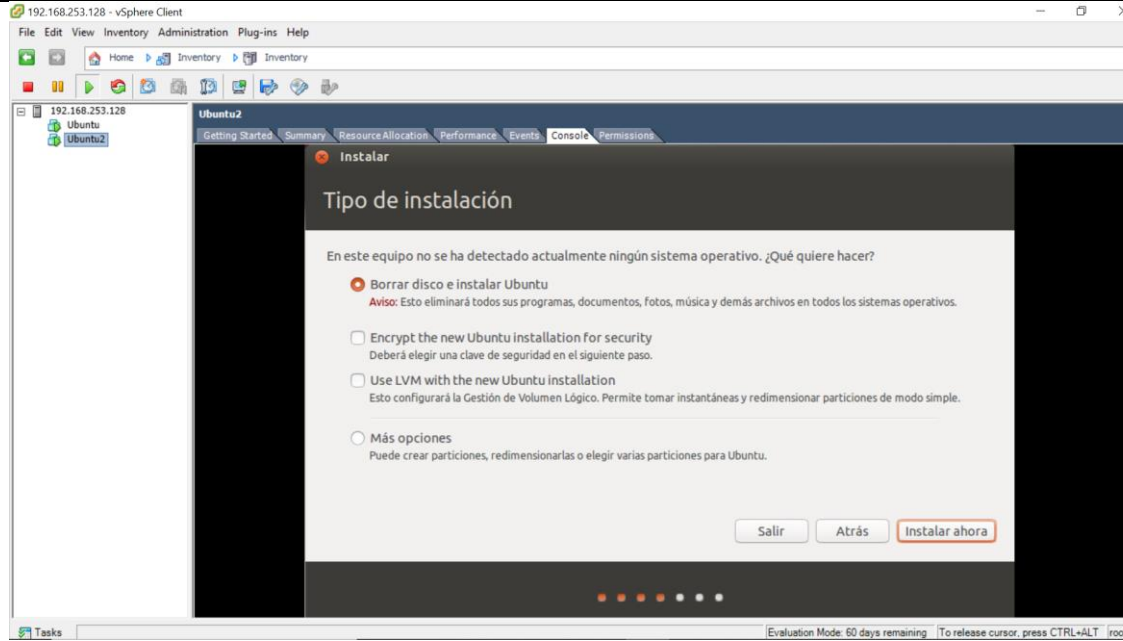 192.168.253.128 - vSphere Client
File Edit View Inventory Administration Plug-ins Help
Home Inventory Inventory
192.168.253.128
Ubuntu
Ubuntu2
Ubuntu2
Getting Started Summary Resource Allocation Performance Events Console Permissions
Instalar
Tipo de instalación
En este equipo no se ha detectado actualmente ningún sistema operativo. ¿Qué quiere hacer?
Borrar disco e instalar Ubuntu
Aviso: Esto eliminará todos sus programas, documentos, fotos, música y demás archivos en todos los sistemas operativos.
Encrypt the new Ubuntu installation for security
Deberá elegir una clave de seguridad en el siguiente paso.
Use LVM with the new Ubuntu installation
Esto configurará la Gestión de Volumen Lógico. Permite tomar instantáneas y redimensionar particiones de modo simple.
Más opciones
Puede crear particiones, redimensionarlas o elegir varias particiones para Ubuntu.
Salir Atrás Instalar ahora
Tasks Evaluation Mode: 60 days remaining To release cursor, press CTRL+ALT